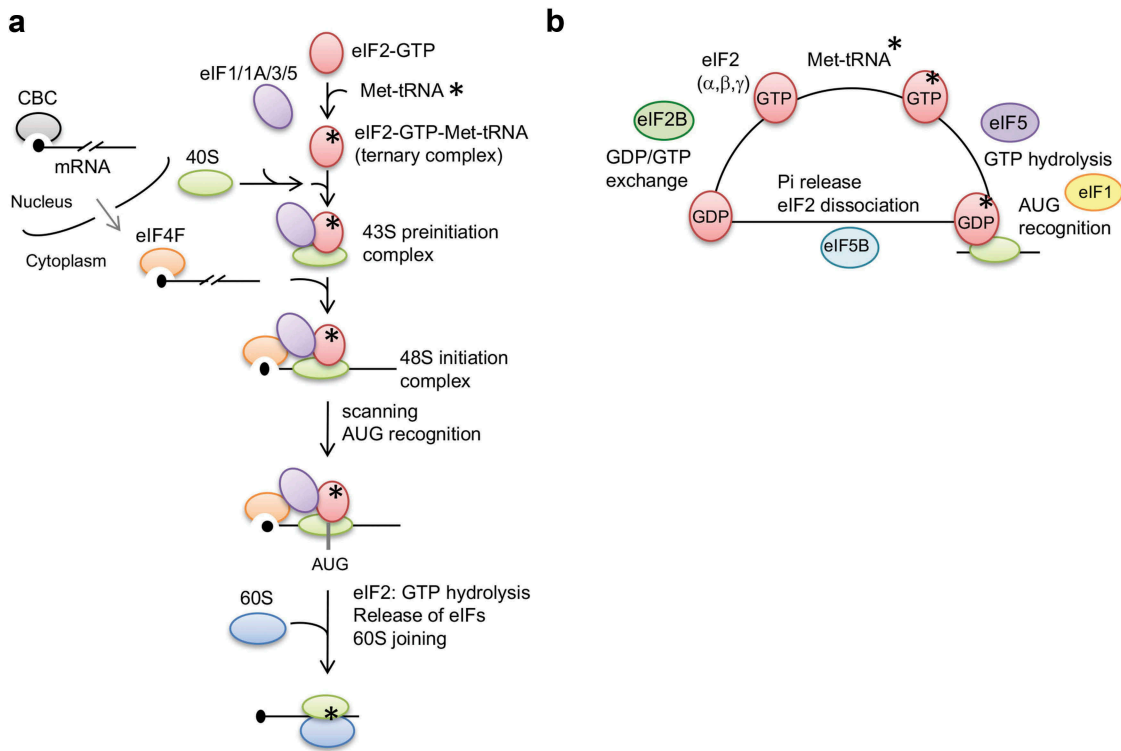 a
eIF2-GTP
eIF1/1A/3/5
Met-tRNA *
CBC
mRNA
eIF2-GTP-Met-tRNA
(ternary complex)
*
40S
Nucleus
Cytoplasm
eIF4F
*
43S preinitiation
complex
*
48S initiation
complex
scanning
AUG recognition
*
AUG
60S
eIF2: GTP hydrolysis
Release of eIFs
60S joining
*
b
eIF2
(α,β,γ)
Met-tRNA*
GTP
*
GTP
eIF2B
GDP/GTP
exchange
eIF5
GTP hydrolysis
eIF1
AUG
recognition
Pi release
eIF2 dissociation
GDP
*
GDP
eIF5B